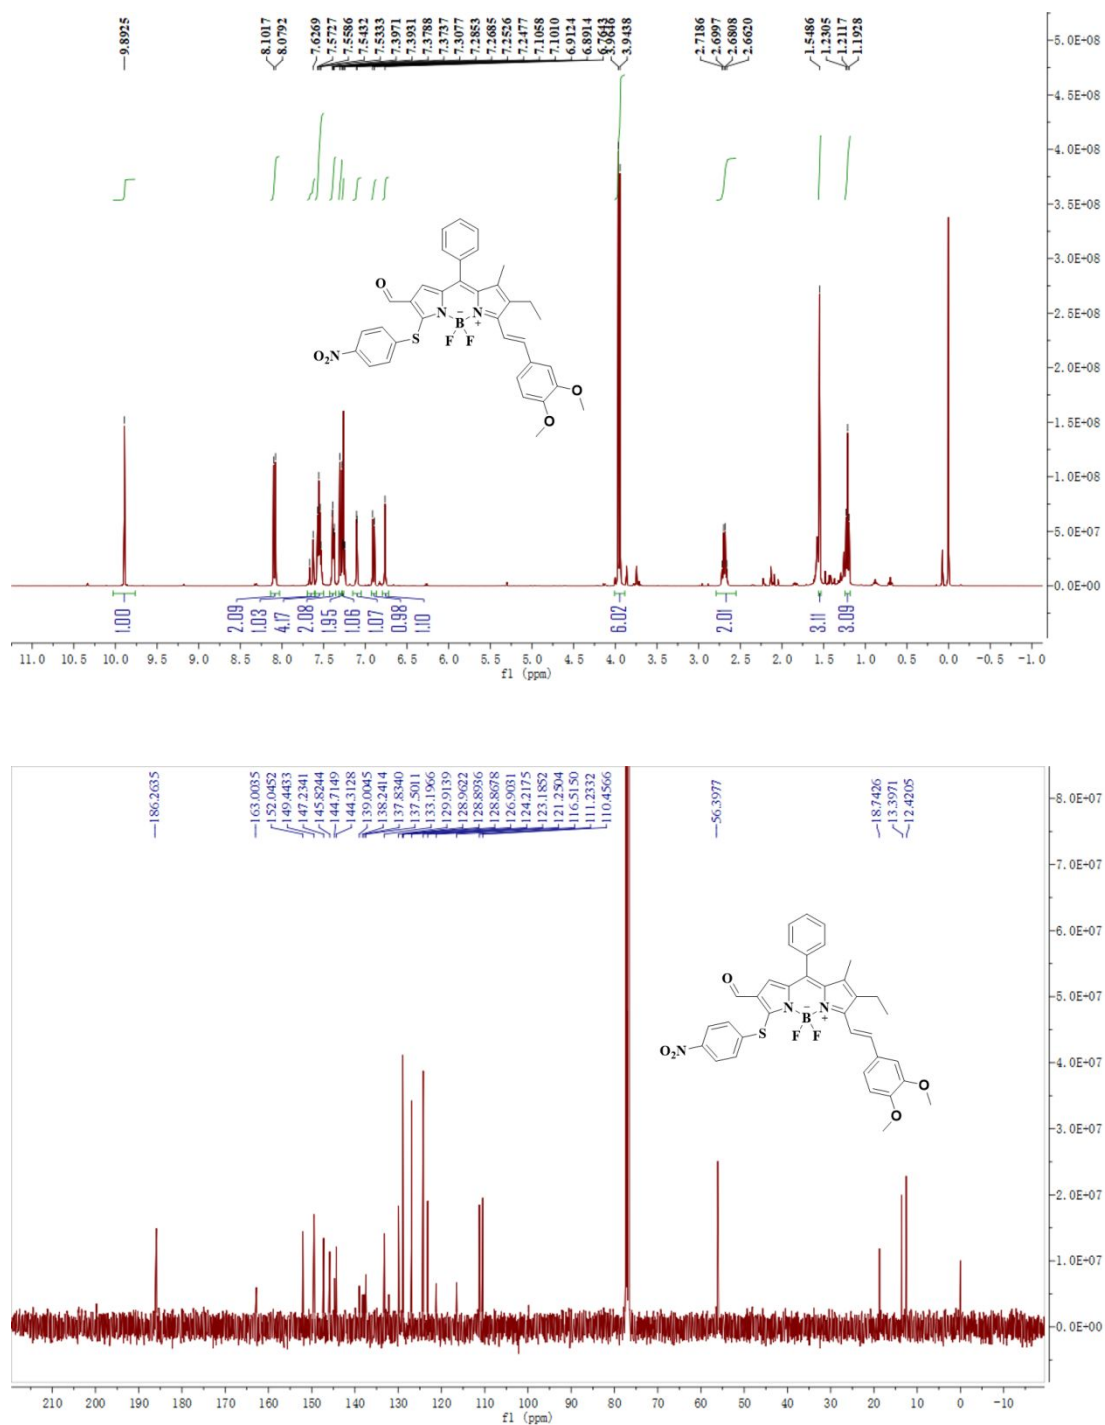 9.8925
8.1017
8.0792
7.6269
7.5727
7.5586
7.5432
7.5333
7.3971
7.3931
7.3788
7.3737
7.3077
7.2853
7.2685
7.2526
7.2477
7.1058
7.1010
6.9124
6.8914
6.7643
3.9646
3.9438
2.7186
2.6997
2.6808
2.6620
1.5486
1.2305
1.2117
1.1928
5.0E+08
4.5E+08
4.0E+08
3.5E+08
3.0E+08
2.5E+08
2.0E+08
1.5E+08
1.0E+08
5.0E+07
0.0E+00
O
N
B
−
N
+
S
F F
O₂N
O
O
1.00
2.09
1.03
4.17
2.08
1.95
1.06
1.07
0.98
1.10
6.02
2.01
3.11
3.09
11.0 10.5 10.0 9.5 9.0 8.5 8.0 7.5 7.0 6.5 6.0 5.5 5.0 4.5 4.0 3.5 3.0 2.5 2.0 1.5 1.0 0.5 0.0 -0.5 -1.0
f1 (ppm)
186.2635
163.0035
152.0452
149.4433
147.2341
145.8244
144.7149
144.3128
139.0045
138.2414
137.8340
137.5011
133.1966
129.9139
128.9622
128.8936
128.8678
126.9031
124.2175
123.1852
121.2504
116.5150
111.2332
110.4566
56.3977
18.7426
13.3971
12.4205
8.0E+07
7.0E+07
6.0E+07
5.0E+07
4.0E+07
3.0E+07
2.0E+07
1.0E+07
0.0E+00
O
N
B
−
N
+
S
F F
O₂N
O
O
210 200 190 180 170 160 150 140 130 120 110 100 90 80 70 60 50 40 30 20 10 0 -10
f1 (ppm)